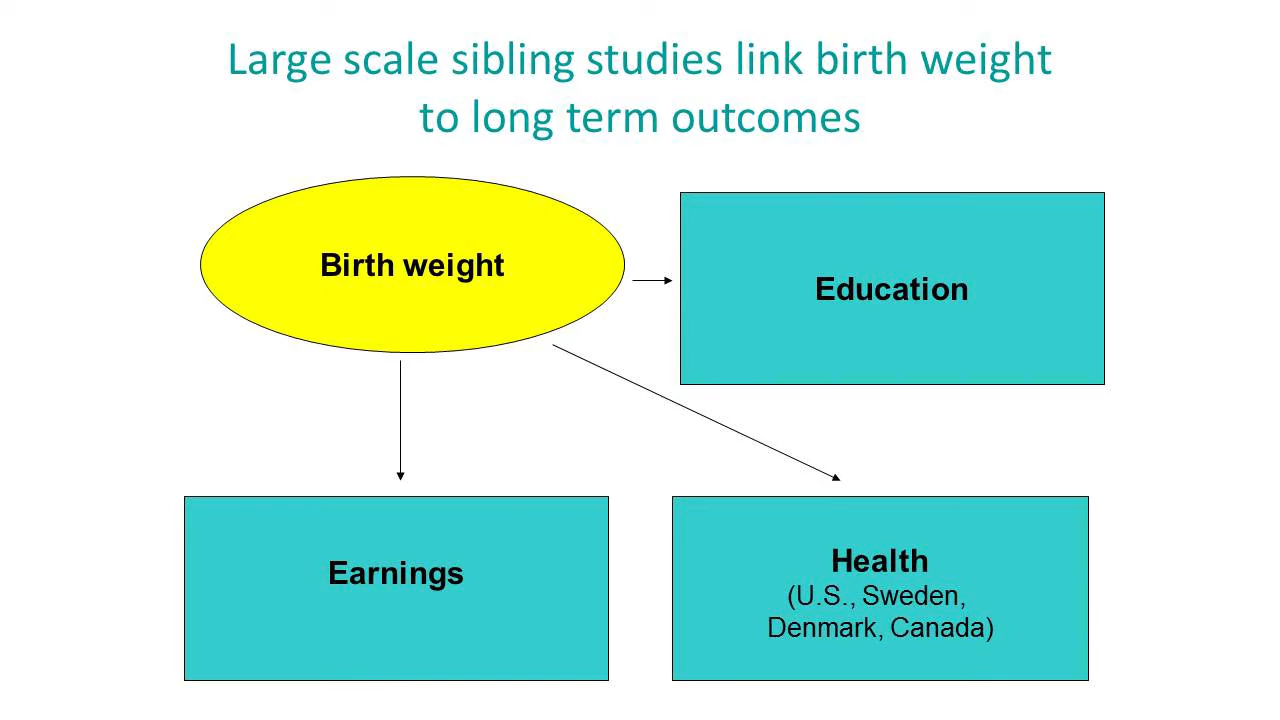 Large scale sibling studies link birth weight
to long term outcomes
Birth weight
Education
Earnings
Health
(U.S., Sweden,
Denmark, Canada)